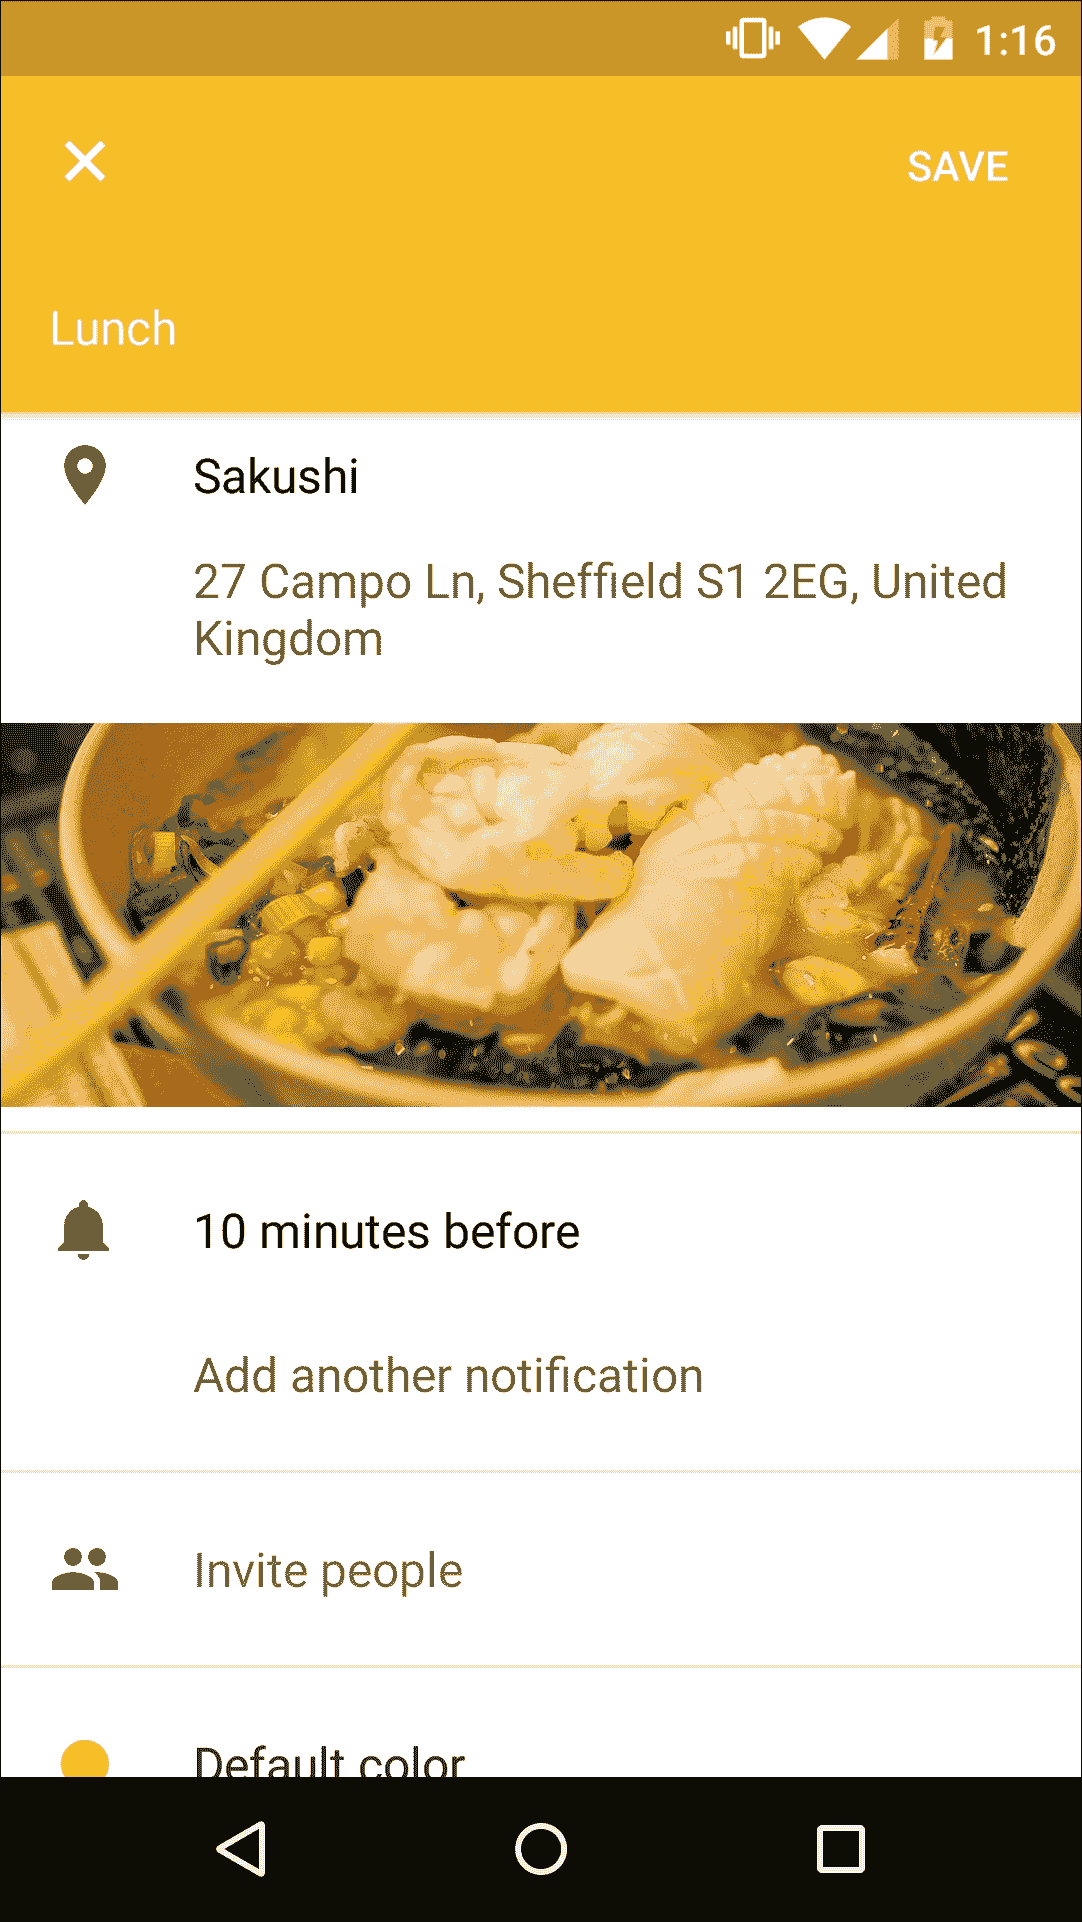 1:16
SAVE
Lunch
Sakushi
27 Campo Ln, Sheffield S1 2EG, United
Kingdom
10 minutes before
Add another notification
Invite people
Default color